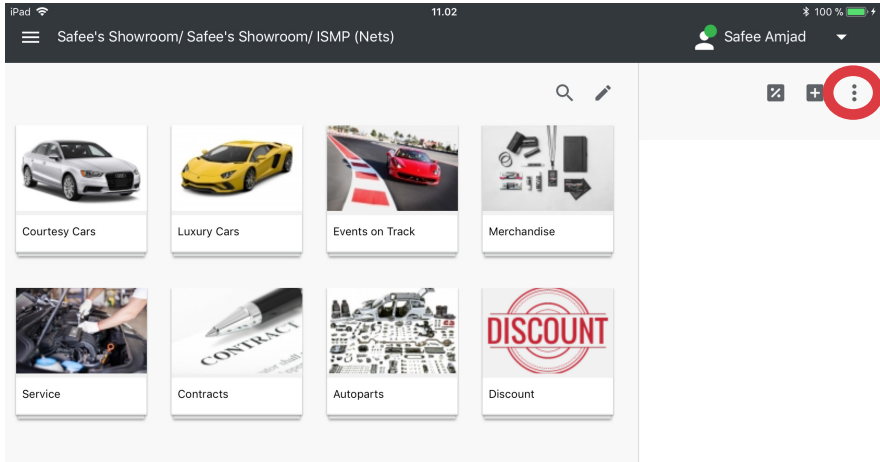 iPad 11.02 100 %
Safee's Showroom/ Safee's Showroom/ ISMP (Nets) Safee Amjad
Courtesy Cars Luxury Cars Events on Track Merchandise
CONTRACT
DISCOUNT
Service Contracts Autoparts Discount